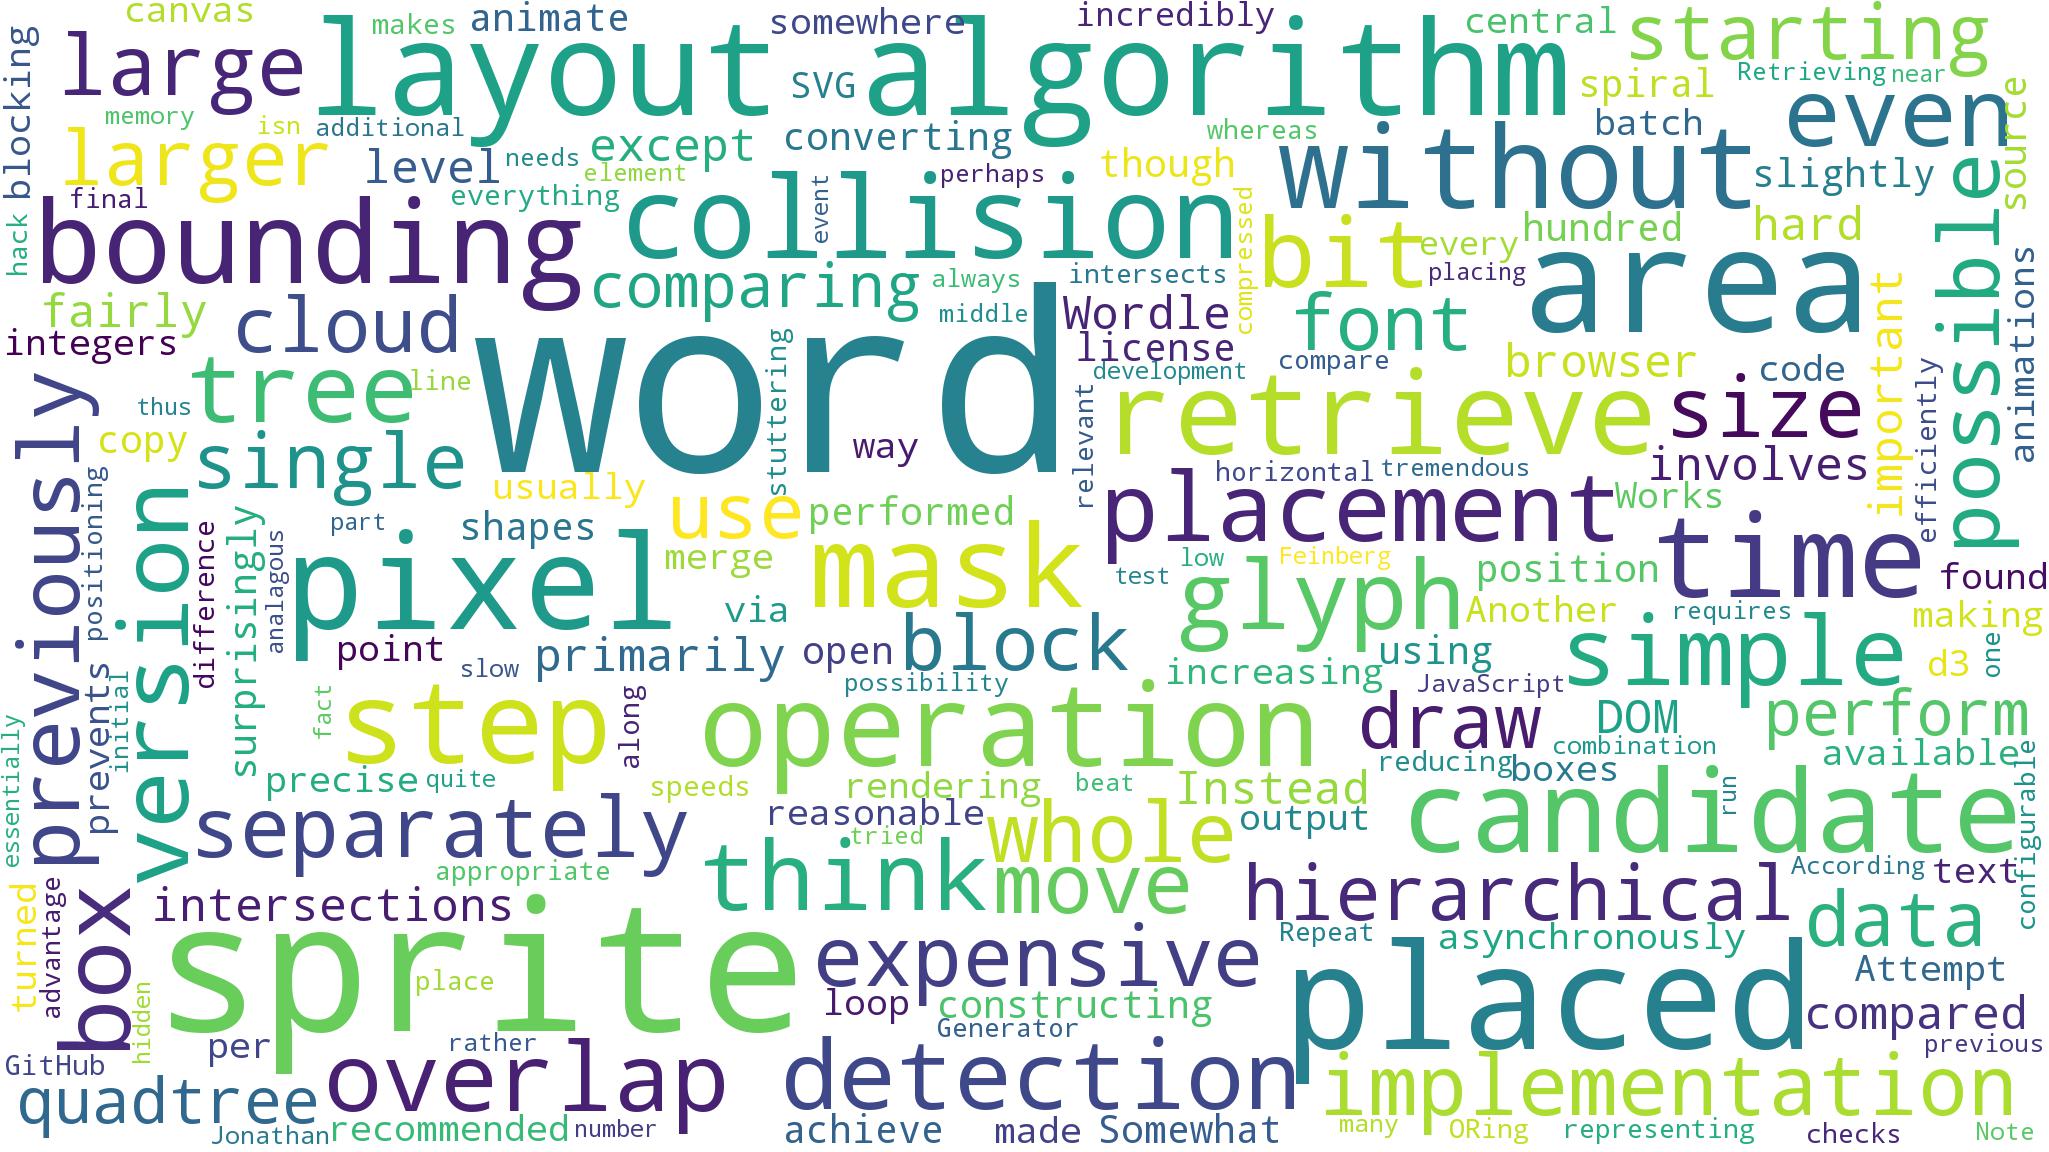 canvas
makes
animate
somewhere
incredibly
central
starting
blocking
large
layout
SVG
algorithm
spiral
Retrieving
near
memory
isn
additional
needs
except
converting
whereas
batch
even
source
larger
level
element
everything
perhaps
though
without
slightly
final
hack
bounding
collision
event
compressed
bit
every
hundred
hard
possible
fairly
cloud
comparing
always
intersects
placing
area
animations
integers
middle
Wordle
font
important
tree
line
word
stuttering
license
development
compare
browser
code
efficiently
thus
copy
single
way
relevant
retrieve
size
previously
positioning
usually
use
performed
horizontal
tremendous
involves
version
difference
surprisingly
part
shapes
placement
Works
time
analagous
pixel
merge
mask
low
Feinberg
position
found
test
glyph
Another
requires
making
via
point
slow
primarily
open
block
increasing
using
simple
d3
one
prevents
initial
possibility
JavaScript
essentially
fact
step
along
operation
draw
DOM
perform
combination
available
precise
quite
speeds
rendering
beat
Instead
reducing
boxes
run
configurable
separately
reasonable
tried
whole
output
candidate
turned
advantage
box
appropriate
think
move
hierarchical
According
text
intersections
Repeat
asynchronously
data
sprite
place
expensive
Attempt
hidden
loop
constructing
placed
compared
GitHub
per
rather
Generator
previous
quadtree
overlap
detection
implementation
Jonathan
recommended
number
achieve
made
Somewhat
many
ORing
representing
checks
Note